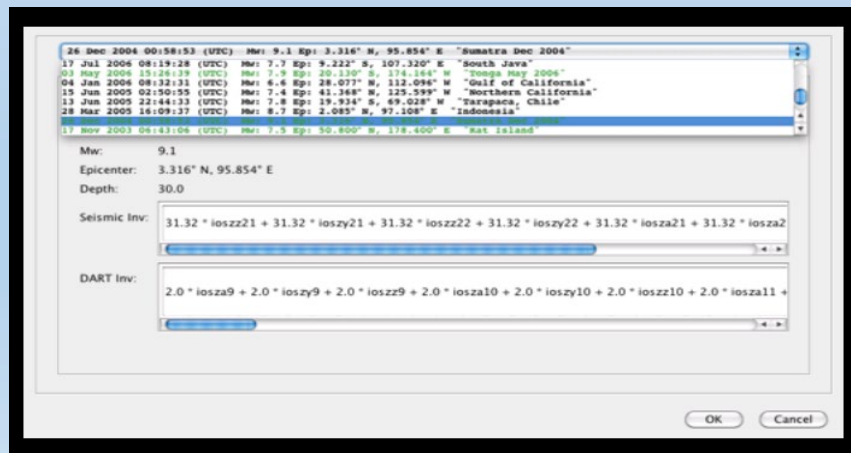 26 Dec 2004 00:58:53 (UTC) Mw: 9.1 Ep: 3.316° N, 95.854° E "Sumatra Dec 2004"
17 Jul 2006 08:19:28 (UTC) Mw: 7.7 Ep: 9.222° S, 107.320° E "South Java"
03 May 2006 15:26:39 (UTC) Mw: 7.9 Ep: 20.130° S, 174.164° W "Tonga May 2006"
04 Jan 2006 08:32:31 (UTC) Mw: 6.6 Ep: 28.077° N, 112.096° W "Gulf of California"
15 Jun 2005 02:50:55 (UTC) Mw: 7.4 Ep: 41.368° N, 125.599° W "Northern California"
13 Jun 2005 22:44:33 (UTC) Mw: 7.8 Ep: 19.934° S, 69.028° W "Tarapaca, Chile"
28 Mar 2005 16:09:37 (UTC) Mw: 8.7 Ep: 2.085° N, 97.108° E "Indonesia"
17 Nov 2003 06:43:06 (UTC) Mw: 7.5 Ep: 50.800° N, 178.400° E "Rat Island"
Mw: 9.1
Epicenter: 3.316° N, 95.854° E
Depth: 30.0
Seismic Inv: 31.32 * ioszz21 + 31.32 * ioszy21 + 31.32 * ioszz22 + 31.32 * ioszy22 + 31.32 * iosza21 + 31.32 * iosza2
DART Inv: 2.0 * iosza9 + 2.0 * ioszy9 + 2.0 * ioszz9 + 2.0 * iosza10 + 2.0 * ioszy10 + 2.0 * ioszz10 + 2.0 * iosza11 +
OK Cancel